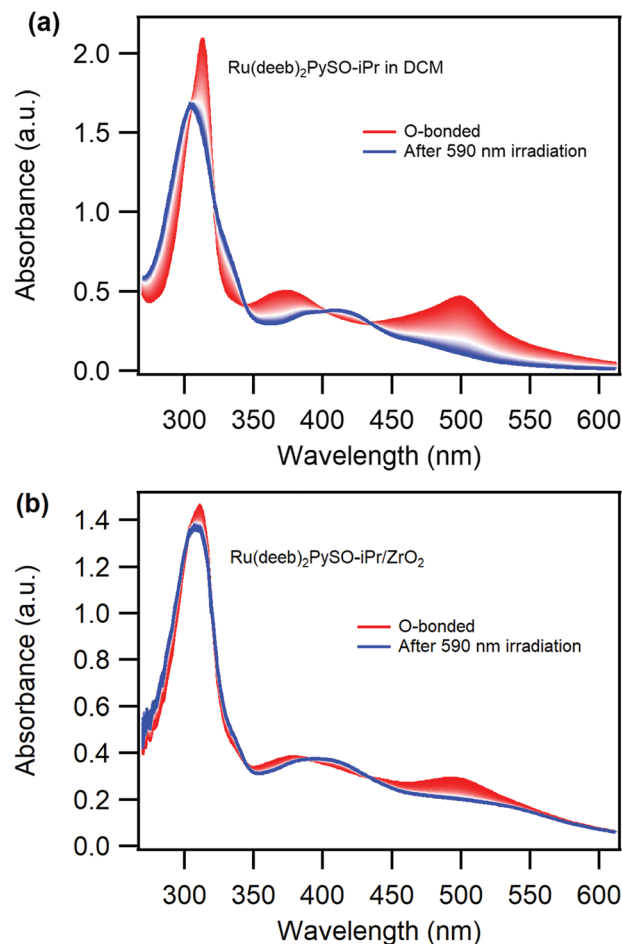 (a)
Ru(deeb)₂PySO-iPr in DCM
O-bonded
After 590 nm irradiation
Absorbance (a.u.)
2.0
1.5
1.0
0.5
0.0
300 350 400 450 500 550 600
Wavelength (nm)
(b)
Ru(deeb)₂PySO-iPr/ZrO₂
O-bonded
After 590 nm irradiation
Absorbance (a.u.)
1.4
1.2
1.0
0.8
0.6
0.4
0.2
0.0
300 350 400 450 500 550 600
Wavelength (nm)